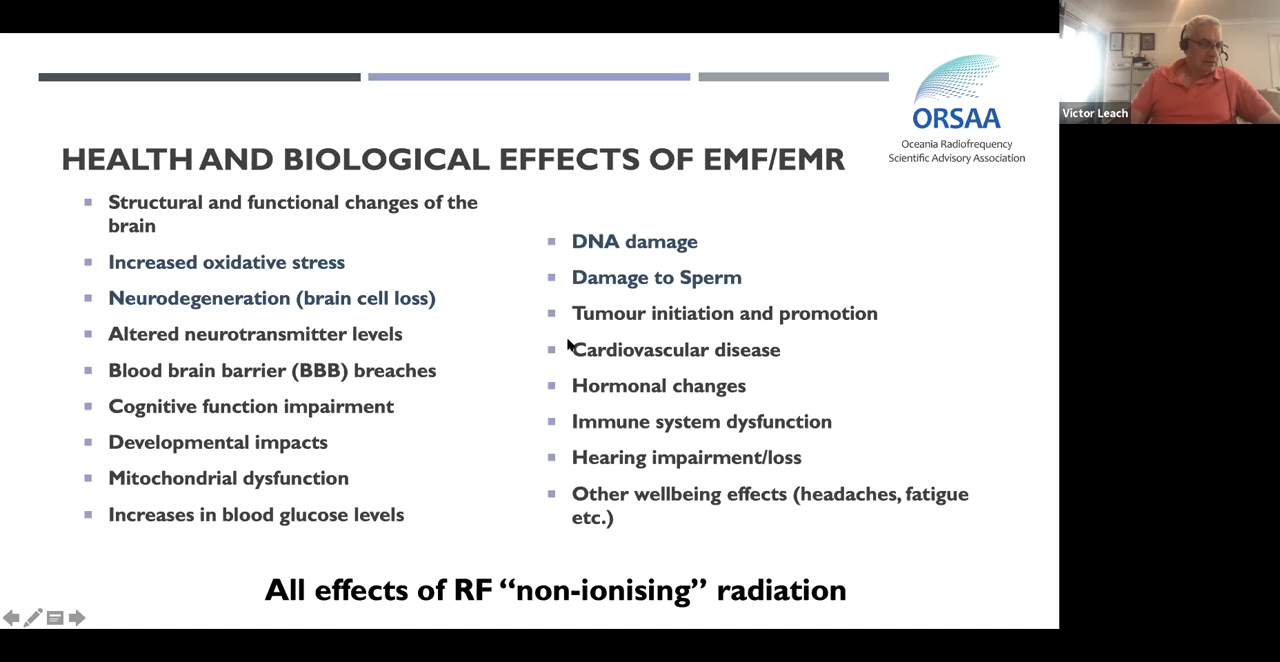 ORSAA
Oceania Radiofrequency
Scientific Advisory Association
Victor Leach
HEALTH AND BIOLOGICAL EFFECTS OF EMF/EMR
Structural and functional changes of the
brain
Increased oxidative stress
Neurodegeneration (brain cell loss)
Altered neurotransmitter levels
Blood brain barrier (BBB) breaches
Cognitive function impairment
Developmental impacts
Mitochondrial dysfunction
Increases in blood glucose levels
DNA damage
Damage to Sperm
Tumour initiation and promotion
Cardiovascular disease
Hormonal changes
Immune system dysfunction
Hearing impairment/loss
Other wellbeing effects (headaches, fatigue
etc.)
All effects of RF “non-ionising” radiation